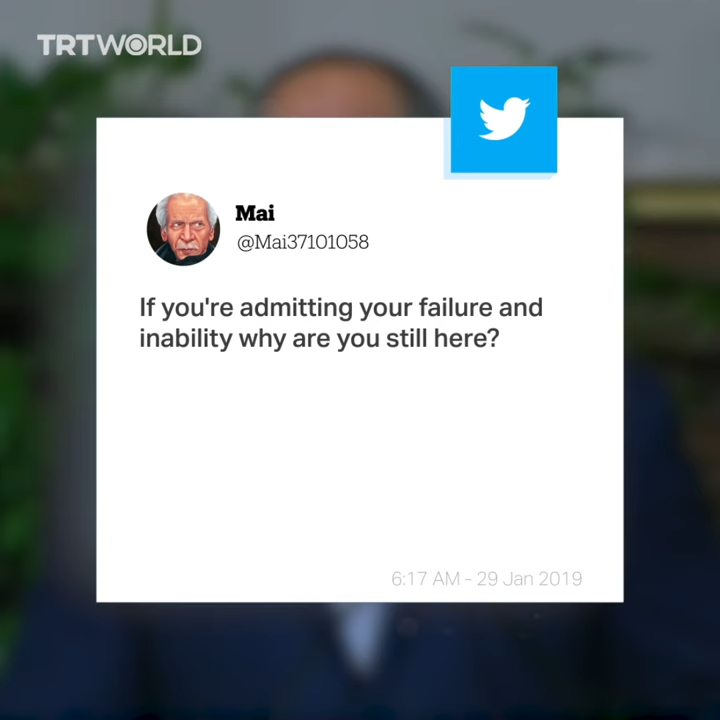 TRTWORLD
Mai
@Mai37101058
If you're admitting your failure and
inability why are you still here?
6:17 AM - 29 Jan 2019